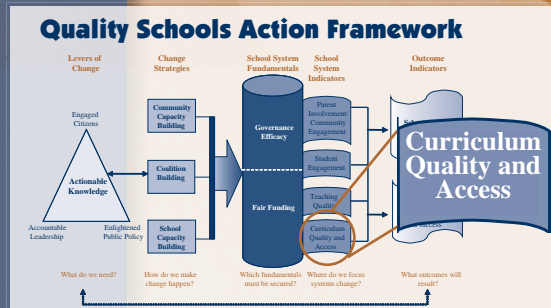 Quality Schools Action Framework
Levers of
Change
Change
Strategies
School System
Fundamentals
School
System
Indicators
Outcome
Indicators
Engaged
Citizens
Actionable
Knowledge
Accountable
Leadership
Enlightened
Public Policy
Community
Capacity
Building
Coalition
Building
School
Capacity
Building
Governance
Efficacy
Fair Funding
Parent
Involvement/
Community
Engagement
Student
Engagement
Teaching
Quality
Curriculum
Quality and
Access
Curriculum
Quality and
Access
What do we need?
How do we make
change happen?
Which fundamentals
must be secured?
Where do we focus
systems change?
What outcomes will
result?